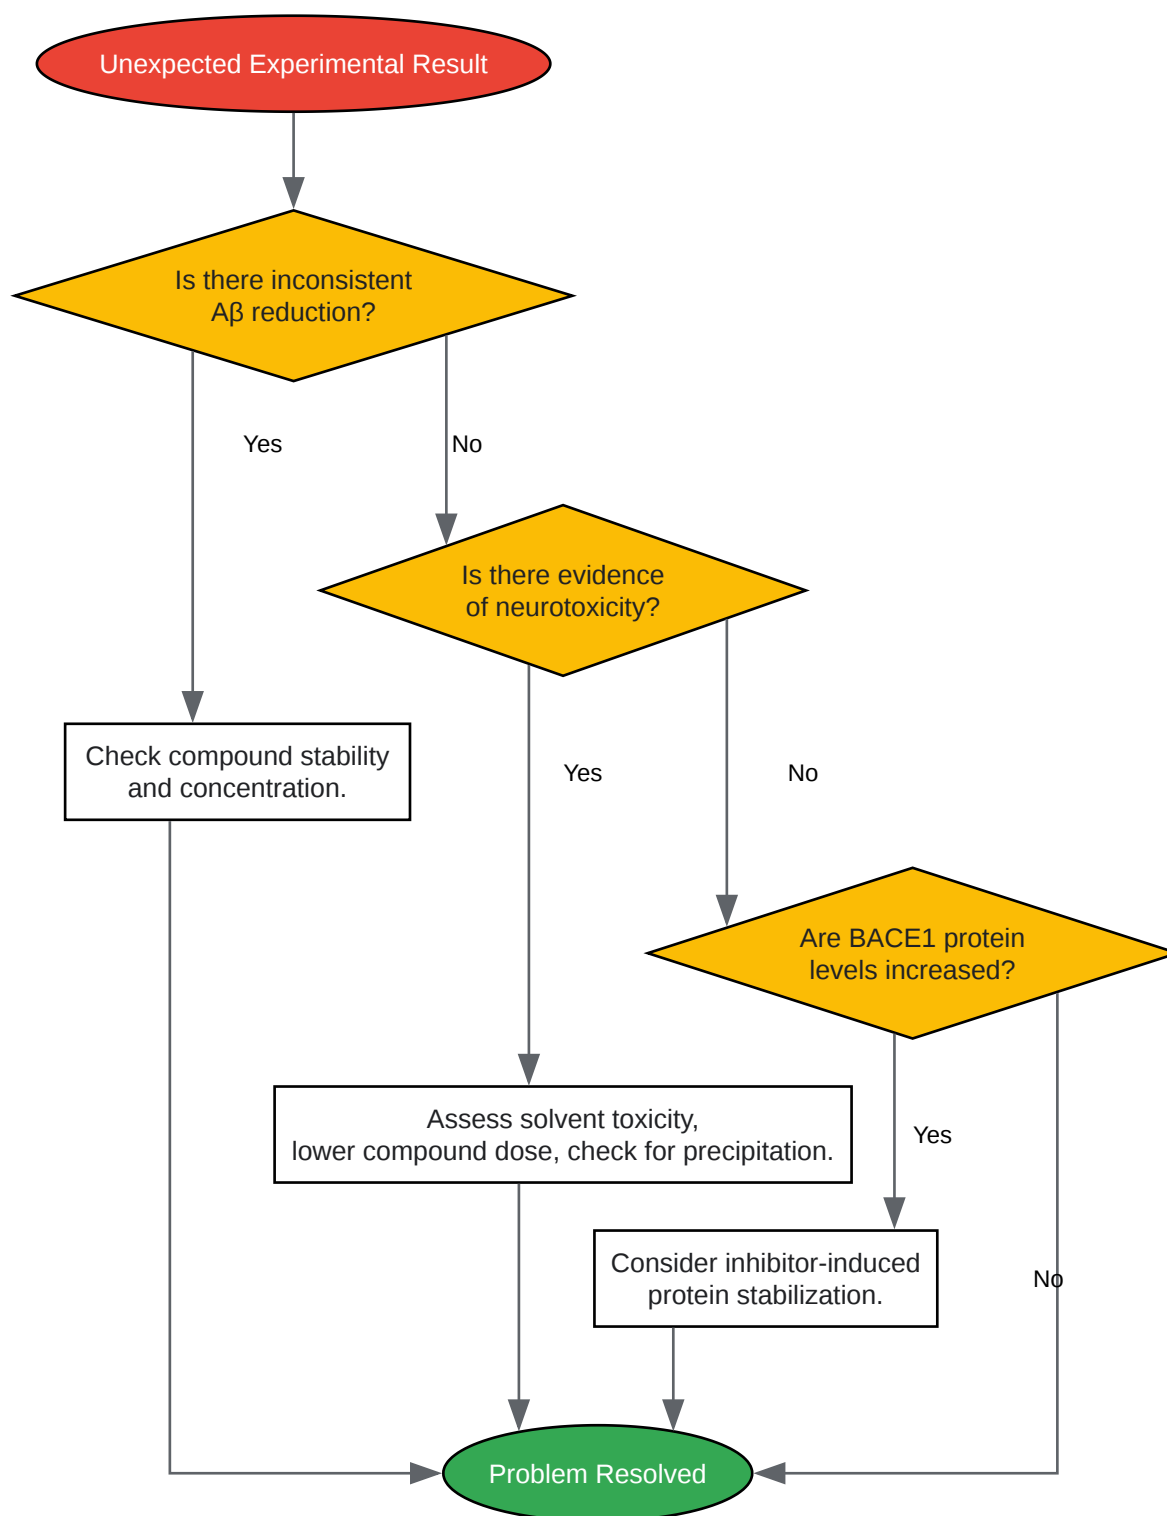 Unexpected Experimental Result
Is there inconsistent
Aβ reduction?
Yes
No
Is there evidence
of neurotoxicity?
Check compound stability
and concentration.
Yes
No
Are BACE1 protein
levels increased?
Assess solvent toxicity,
lower compound dose, check for precipitation.
Yes
Consider inhibitor-induced
protein stabilization.
No
Problem Resolved